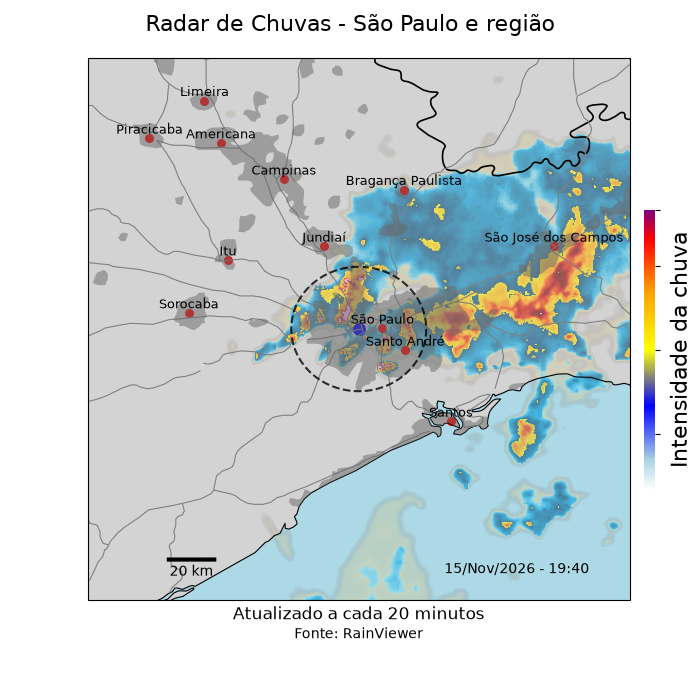 Radar de Chuvas - São Paulo e região
Limeira
Piracicaba
Americana
Campinas
Bragança Paulista
Jundiaí
São José dos Campos
Itu
Sorocaba
São Paulo
Santo André
Santos
Intensidade da chuva
20 km
15/Nov/2026 - 19:40
Atualizado a cada 20 minutos
Fonte: RainViewer